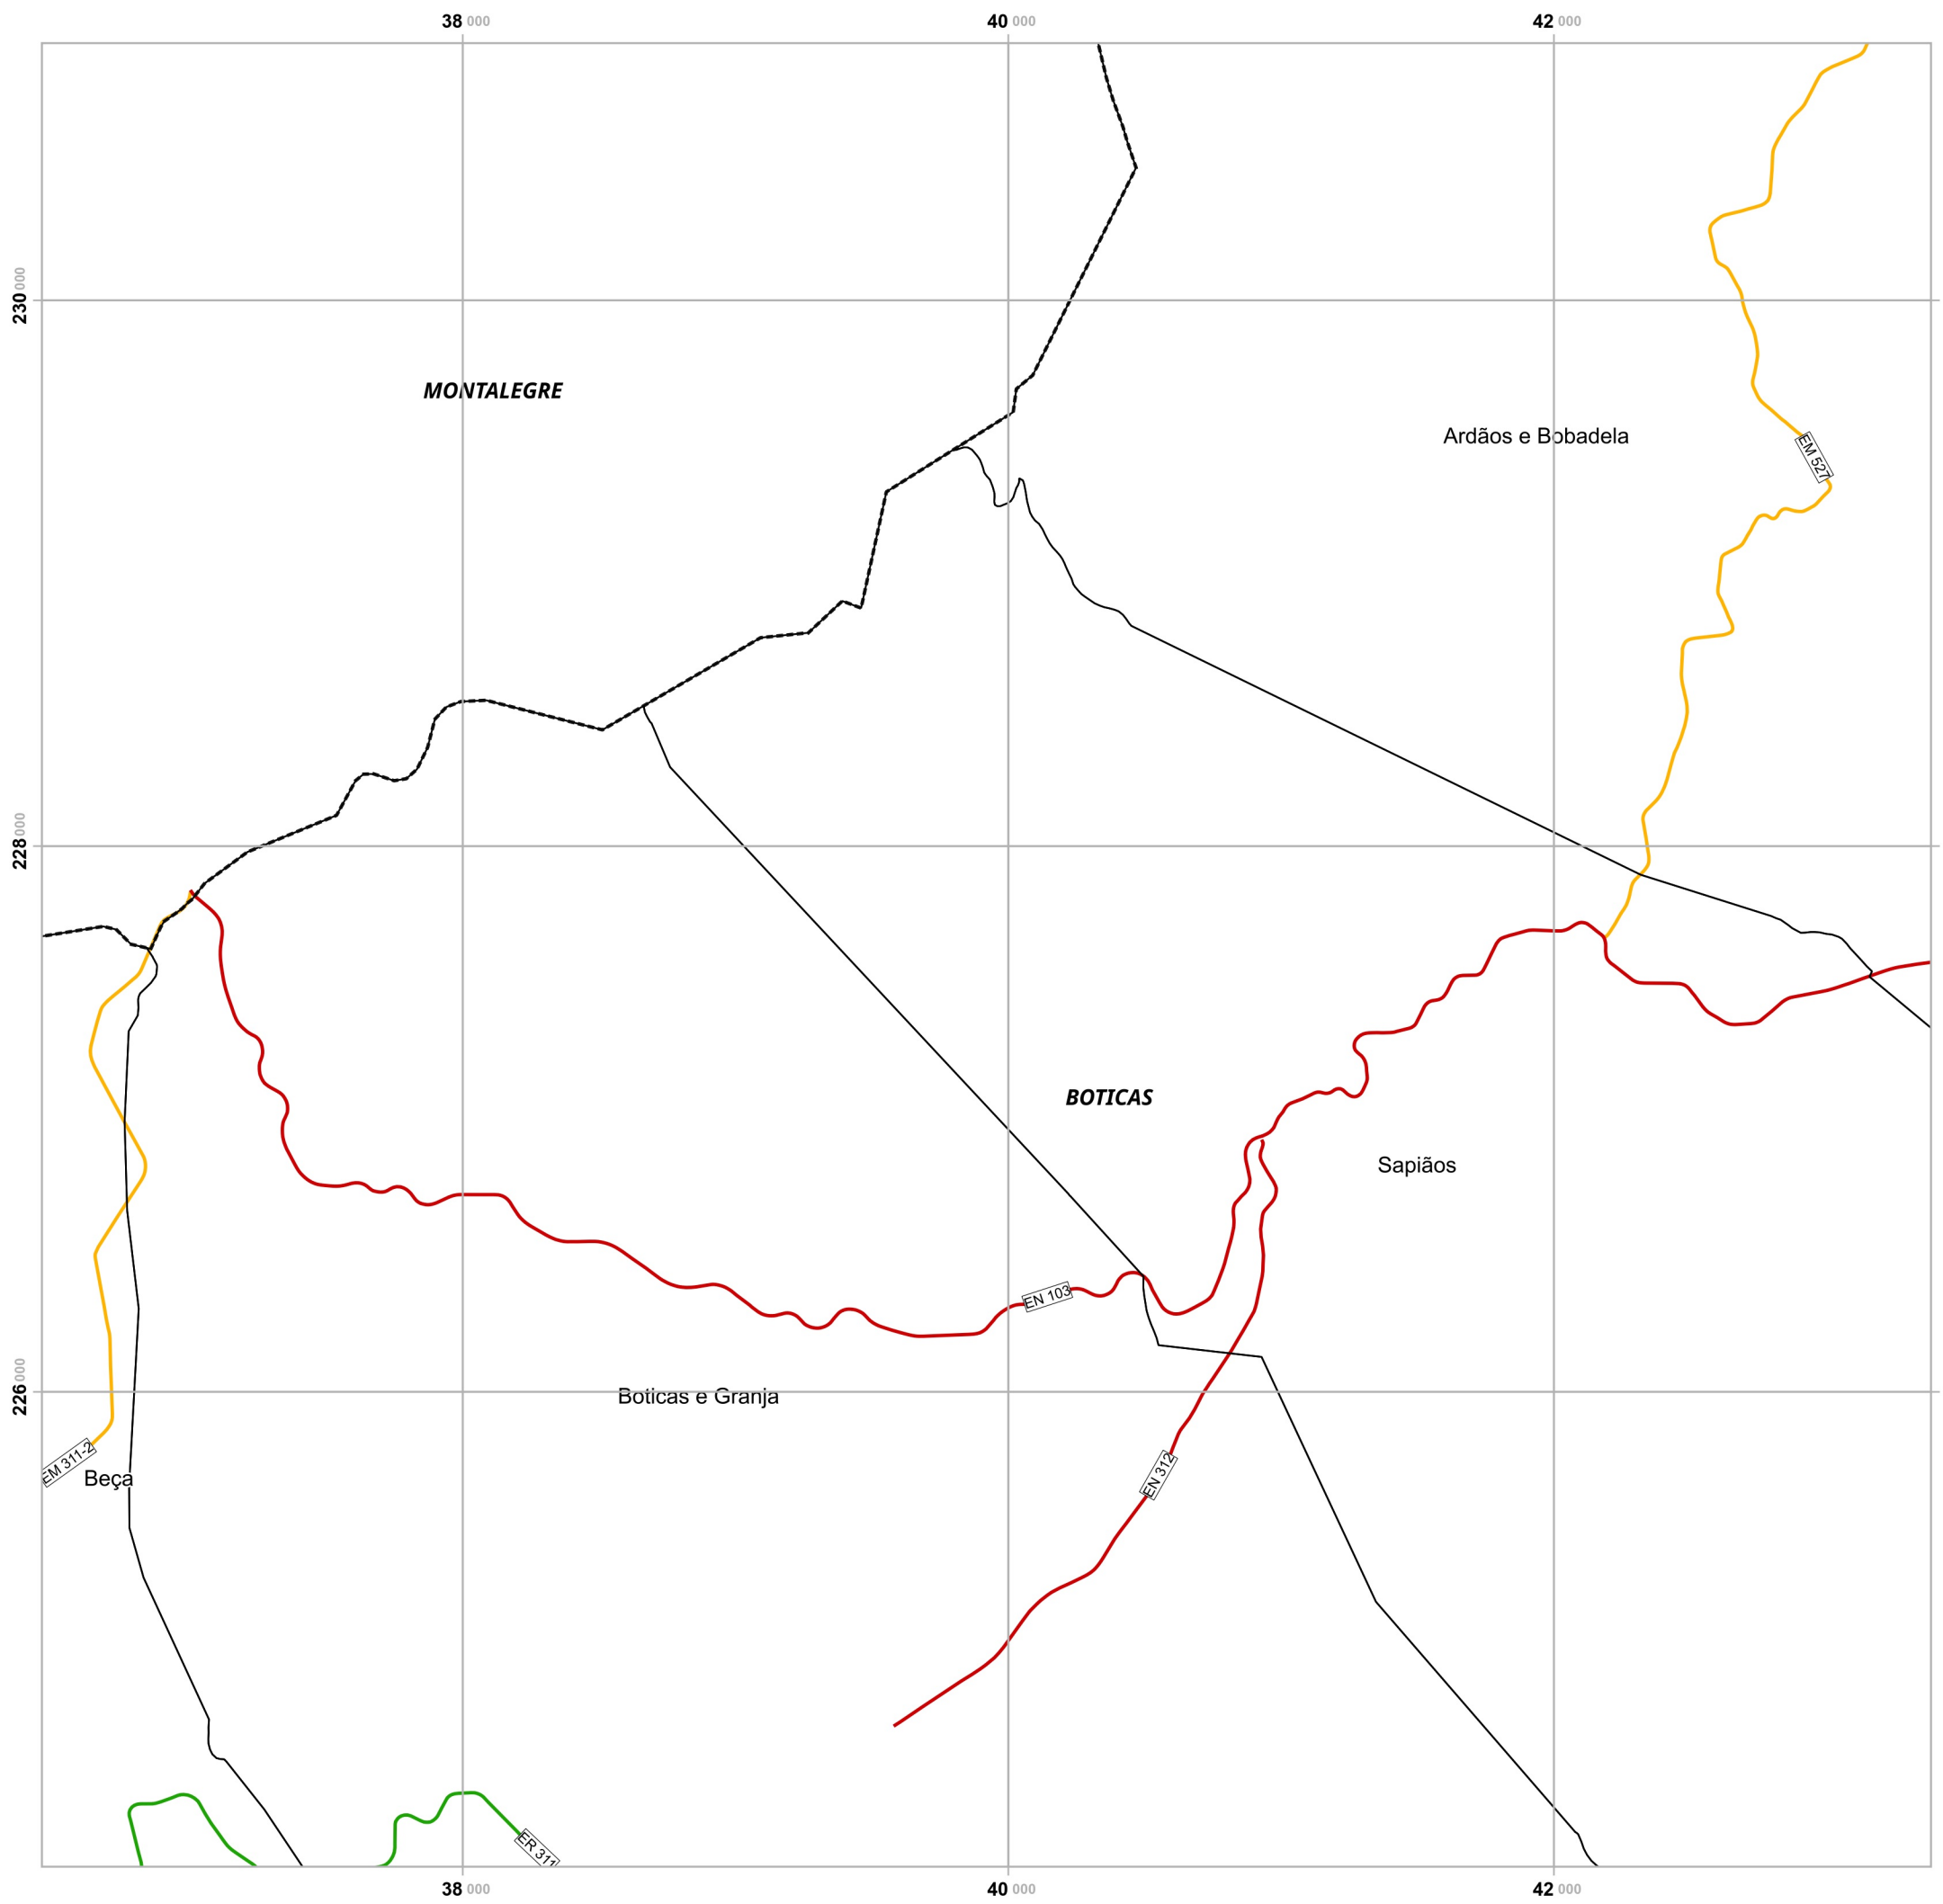 38 000
40 000
42 000
230 000
MONTALEGRE
Ardãos e Bobadela
EM 527
228 000
BOTICAS
Sapiãos
EN 103
226 000
Boticas e Granja
EM 311-2
Beça
EN 312
ER 311
38 000
40 000
42 000